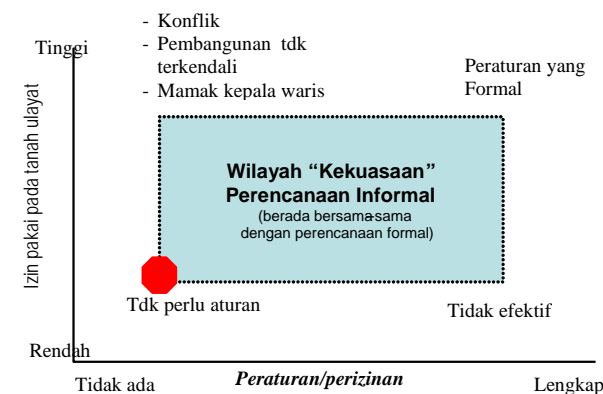 - Konflik
- Pembangunan tdk
terkendali
- Mamak kepala waris
Tinggi
Peraturan yang
Formal
Izin pakai pada tanah ulayat
Wilayah “Kekuasaan”
Perencanaan Informal
(berada bersama-sama
dengan perencanaan formal)
Tdk perlu aturan
Tidak efektif
Rendah
Tidak ada
Peraturan/perizinan
Lengkap